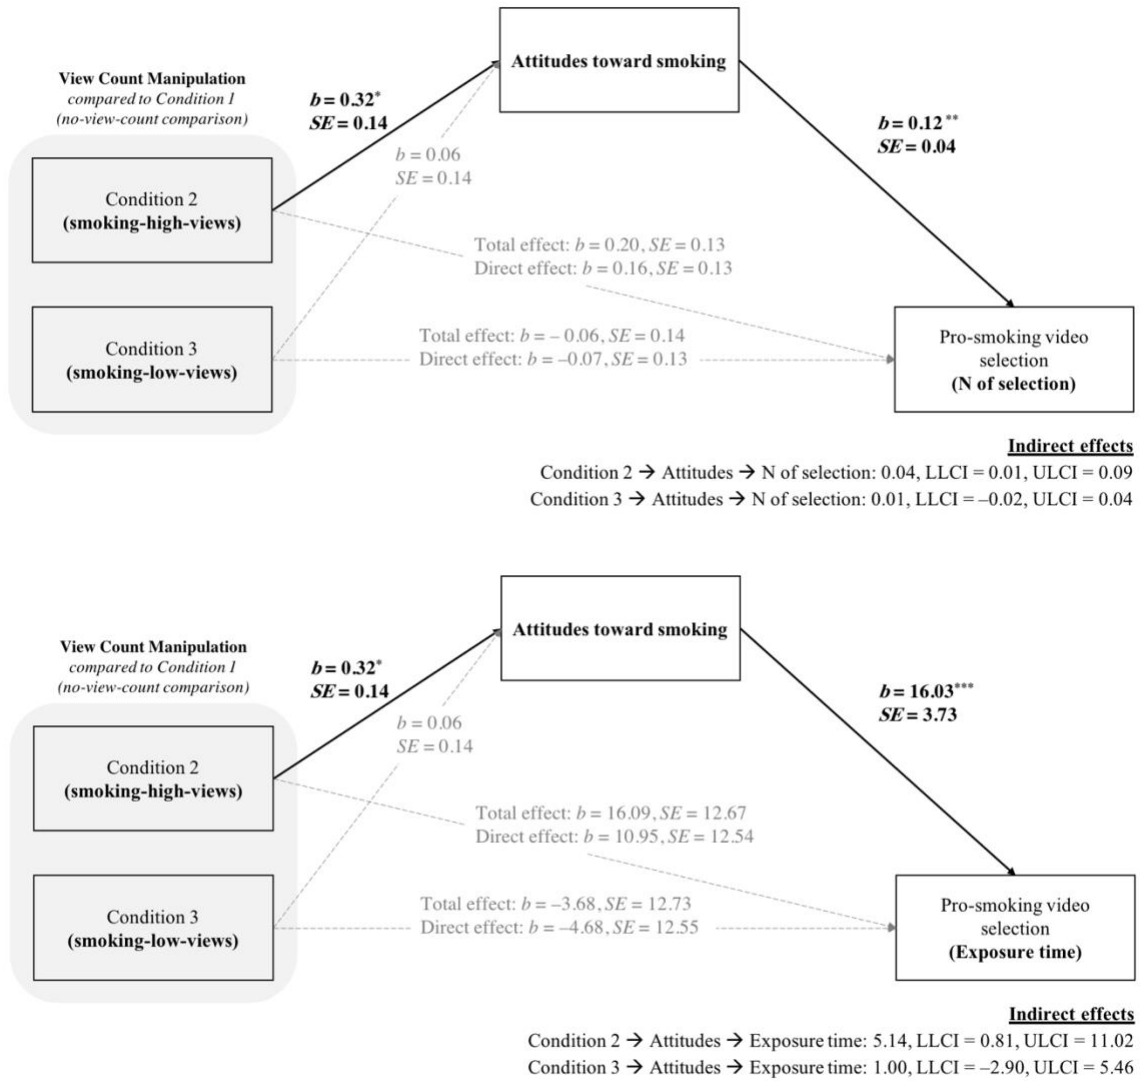 Attitudes toward smoking
View Count Manipulation
compared to Condition 1
(no-view-count comparison)
b = 0.32*
SE = 0.14
b = 0.12**
SE = 0.04
b = 0.06
SE = 0.14
Condition 2
(smoking-high-views)
Total effect: b = 0.20, SE = 0.13
Direct effect: b = 0.16, SE = 0.13
Condition 3
(smoking-low-views)
Total effect: b = – 0.06, SE = 0.14
Direct effect: b = –0.07, SE = 0.13
Pro-smoking video
selection
(N of selection)
Indirect effects
Condition 2 → Attitudes → N of selection: 0.04, LLCI = 0.01, ULCI = 0.09
Condition 3 → Attitudes → N of selection: 0.01, LLCI = –0.02, ULCI = 0.04
Attitudes toward smoking
View Count Manipulation
compared to Condition 1
(no-view-count comparison)
b = 0.32*
SE = 0.14
b = 16.03***
SE = 3.73
b = 0.06
SE = 0.14
Condition 2
(smoking-high-views)
Total effect: b = 16.09, SE = 12.67
Direct effect: b = 10.95, SE = 12.54
Condition 3
(smoking-low-views)
Total effect: b = –3.68, SE = 12.73
Direct effect: b = –4.68, SE = 12.55
Pro-smoking video
selection
(Exposure time)
Indirect effects
Condition 2 → Attitudes → Exposure time: 5.14, LLCI = 0.81, ULCI = 11.02
Condition 3 → Attitudes → Exposure time: 1.00, LLCI = –2.90, ULCI = 5.46